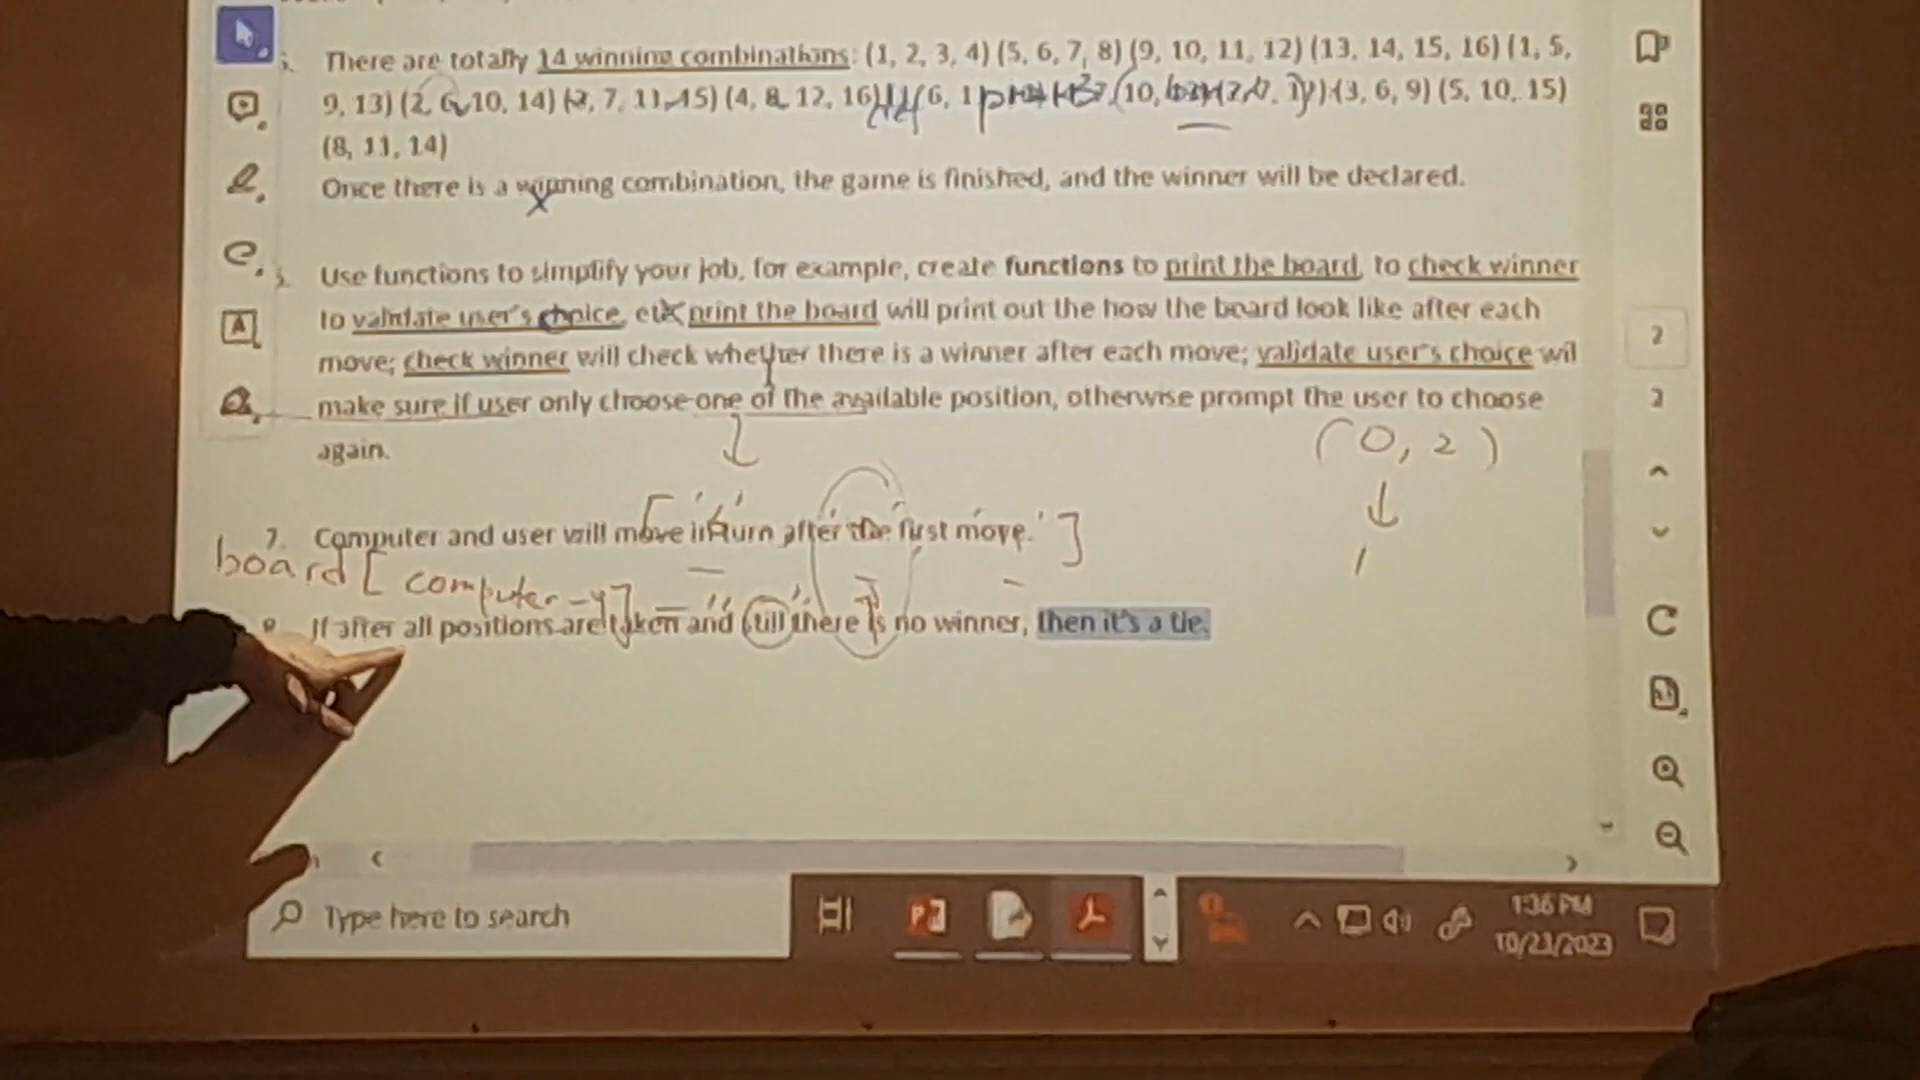 There are totally 14 winning combinations: (1, 2, 3, 4) (5, 6, 7, 8) (9, 10, 11, 12) (13, 14, 15, 16) (1, 5,
9, 13) (2, 6, 10, 14) (3, 7, 11, 15) (4, 8, 12, 16) (6, (10, (3, 6, 9) (5, 10, 15)
(8, 11, 14)
Once there is a winning combination, the game is finished, and the winner will be declared.
Use functions to simplify your job, for example, create functions to print the board, to check winner
to validate user's choice, etc. print the board will print out the how the board look like after each
move; check winner will check whether there is a winner after each move; validate user's choice wil
make sure if user only choose one of the available position, otherwise prompt the user to choose
again.
(0, 2)
1
7. Computer and user will move in turn after the first move.
board [ computer-4]
8. If after all positions are taken and still there is no winner, then it's a tie.
2
2
Type here to search
1:36 PM
10/23/2023